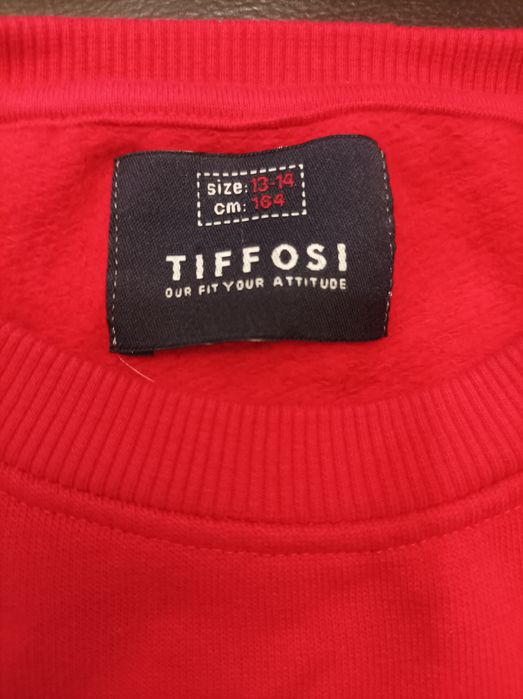 size: 13-14
cm: 164
TIFFOSI
OUR FIT YOUR ATTITUDE